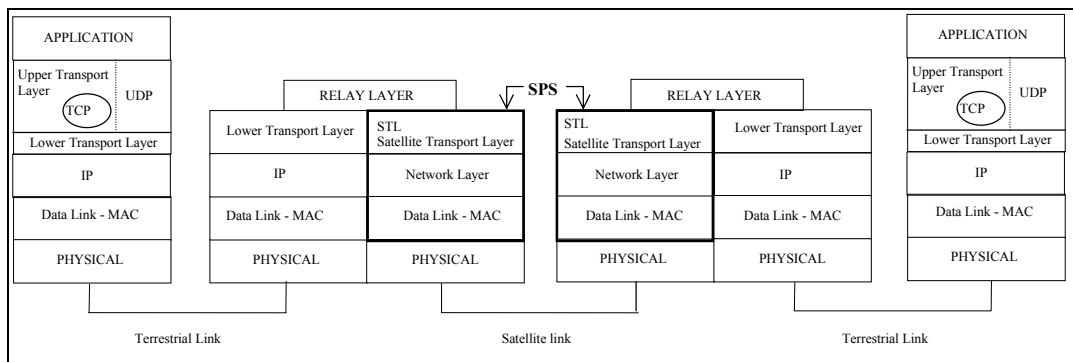 APPLICATION
Upper Transport
Layer
TCP
UDP
Lower Transport Layer
IP
Data Link - MAC
PHYSICAL
RELAY LAYER
Lower Transport Layer
IP
Data Link - MAC
PHYSICAL
STL
Satellite Transport Layer
Network Layer
Data Link - MAC
PHYSICAL
SPS
RELAY LAYER
STL
Satellite Transport Layer
Network Layer
Data Link - MAC
PHYSICAL
Lower Transport Layer
IP
Data Link - MAC
PHYSICAL
APPLICATION
Upper Transport
Layer
TCP
UDP
Lower Transport Layer
IP
Data Link - MAC
PHYSICAL
Terrestrial Link
Satellite link
Terrestrial Link